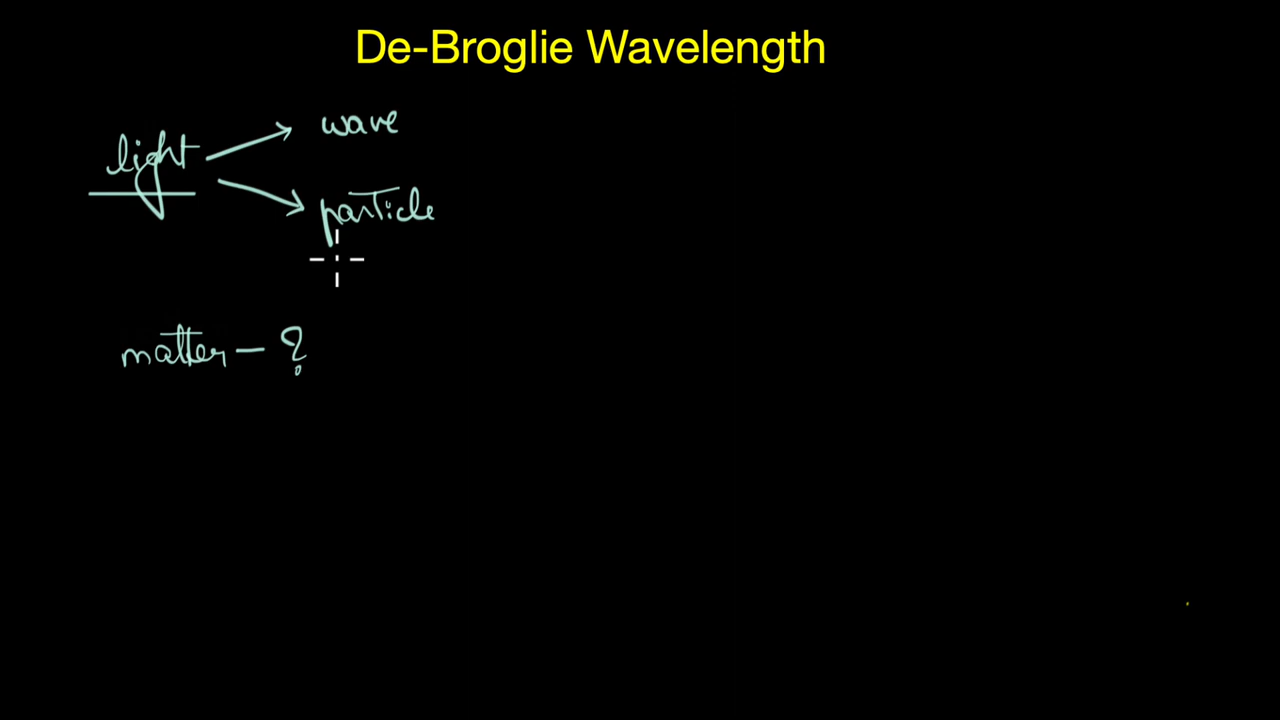 De-Broglie Wavelength
wave
light
particle
matter – ?